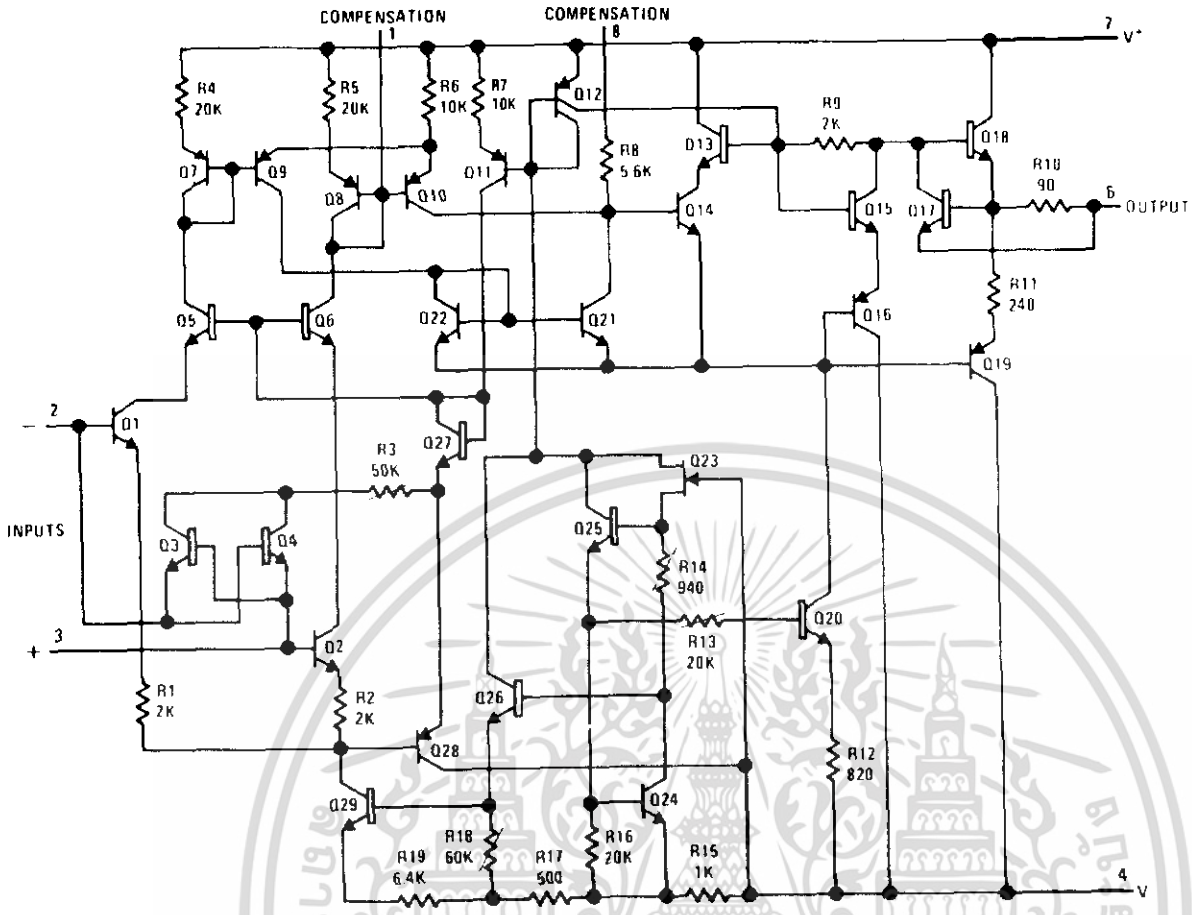 COMPENSATION
1
COMPENSATION
8
7
V+
R4
20K
R5
20K
R6
10K
R7
10K
Q12
R8
5.6K
Q13
R9
2K
Q18
R10
90
6
OUTPUT
Q7
Q9
Q8
Q10
Q11
Q14
Q15
Q17
R11
240
Q5
Q6
Q22
Q21
Q16
Q19
2
−
Q1
Q27
R3
50K
Q23
INPUTS
Q3
Q4
Q25
R14
940
3
+
Q2
R13
20K
Q20
R1
2K
R2
2K
Q26
Q28
R12
820
Q29
Q24
R18
60K
R16
20K
R15
1K
R19
6.4K
R17
500
4
V